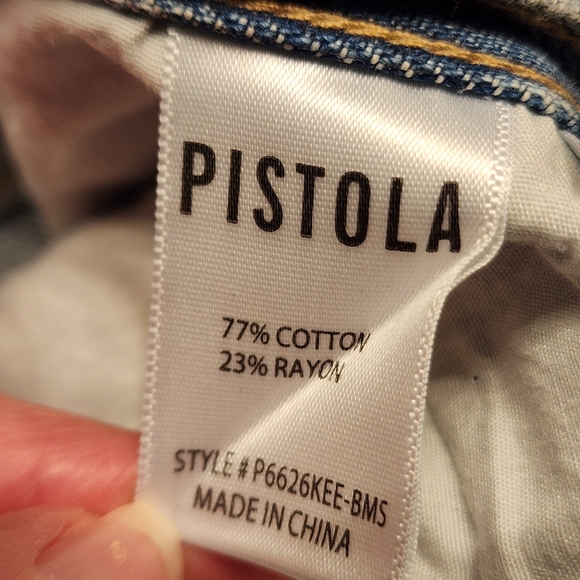 PISTOLA
77% COTTON
23% RAYON
STYLE # P6626KEE-BMS
MADE IN CHINA